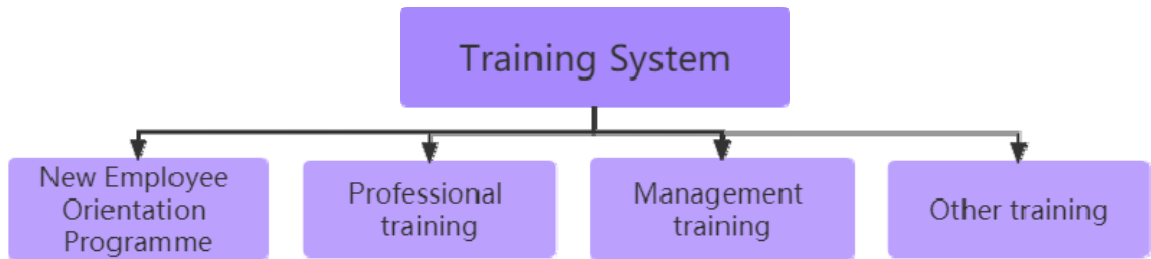 Training System
New Employee
Orientation
Programme
Professional
training
Management
training
Other training